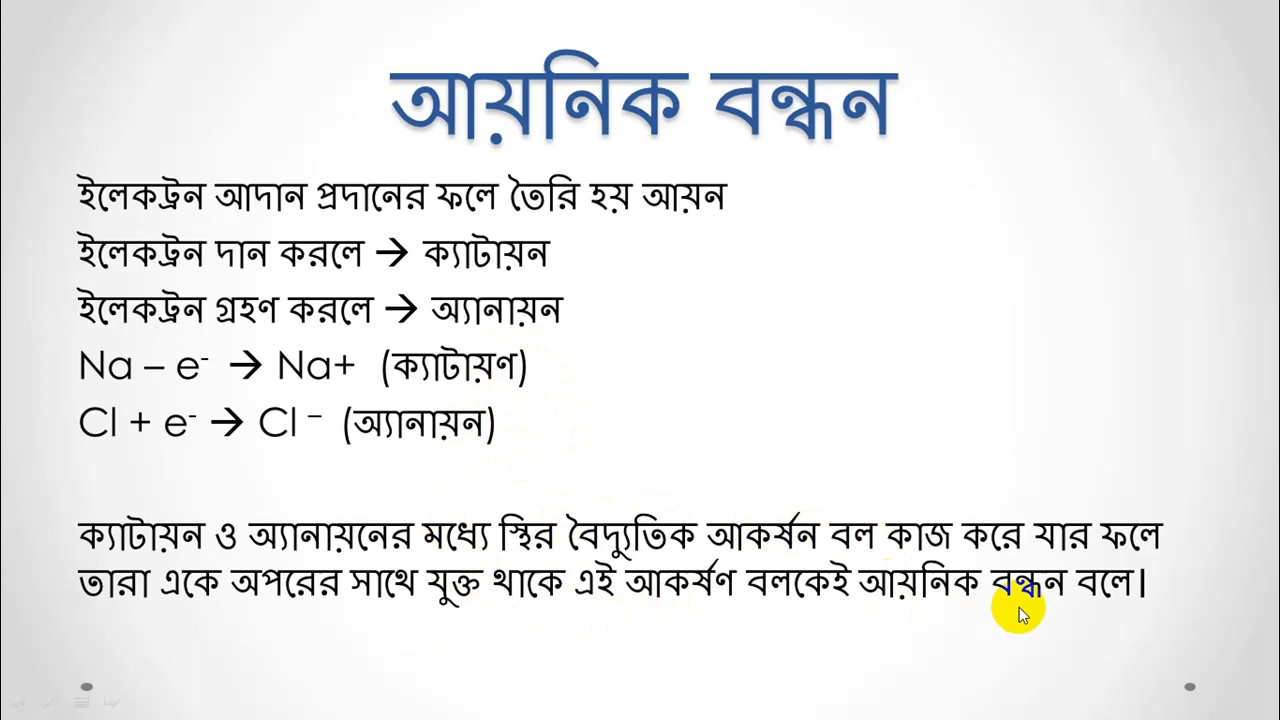 আয়নিক বন্ধন
ইলেকট্রন আদান প্রদানের ফলে তৈরি হয় আয়ন
ইলেকট্রন দান করলে → ক্যাটায়ন
ইলেকট্রন গ্রহণ করলে → অ্যানায়ন
Na – e⁻ → Na+ (ক্যাটায়ণ)
Cl + e⁻ → Cl ⁻ (অ্যানায়ন)
ক্যাটায়ন ও অ্যানায়নের মধ্যে স্থির বৈদ্যুতিক আকর্ষন বল কাজ করে যার ফলে
তারা একে অপরের সাথে যুক্ত থাকে এই আকর্ষণ বলকেই আয়নিক বন্ধন বলে।